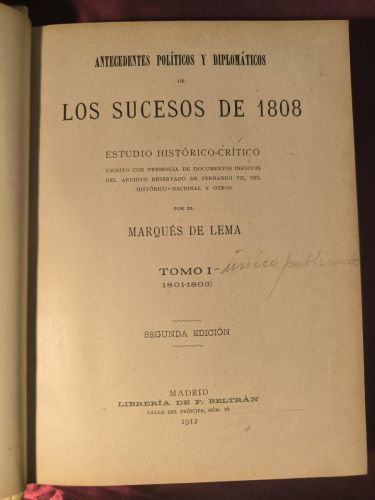 ANTECEDENTES POLÍTICOS Y DIPLOMÁTICOS
DE
LOS SUCESOS DE 1808
ESTUDIO HISTÓRICO-CRÍTICO
ESCRITO CON PRESENCIA DE DOCUMENTOS INÉDITOS
DEL ARCHIVO RESERVADO DE FERNANDO VII, DEL
HISTÓRICO-NACIONAL Y OTROS
POR EL
MARQUÉS DE LEMA
TOMO I - único publicado
(1801-1803)
SEGUNDA EDICIÓN
MADRID
LIBRERÍA DE F. BELTRÁN
CALLE DEL PRÍNCIPE, NÚM. 16
1912